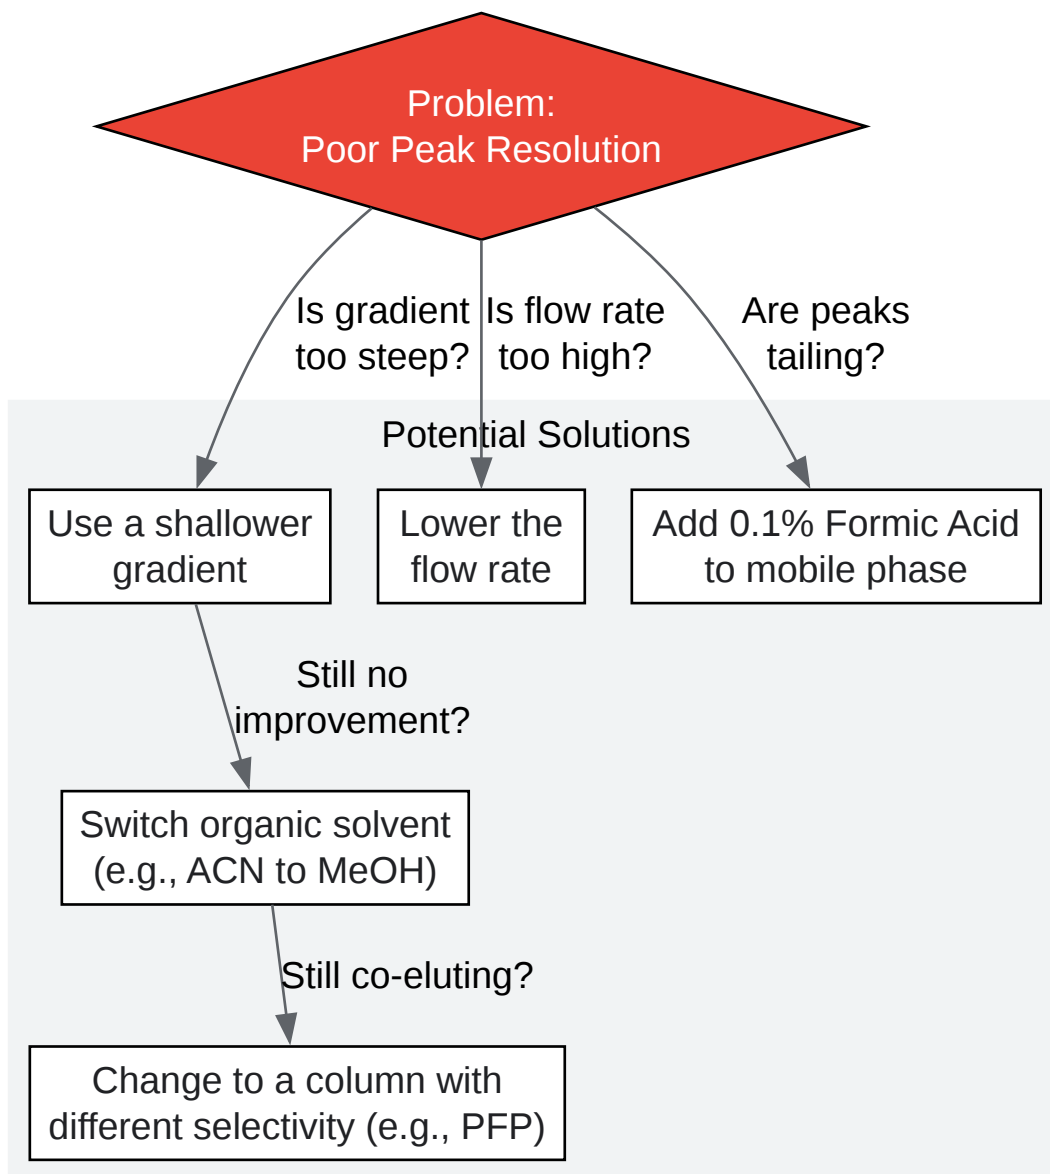 Problem:
Poor Peak Resolution
Is gradient
too steep?
Is flow rate
too high?
Are peaks
tailing?
Potential Solutions
Use a shallower
gradient
Lower the
flow rate
Add 0.1% Formic Acid
to mobile phase
Still no
improvement?
Switch organic solvent
(e.g., ACN to MeOH)
Still co-eluting?
Change to a column with
different selectivity (e.g., PFP)